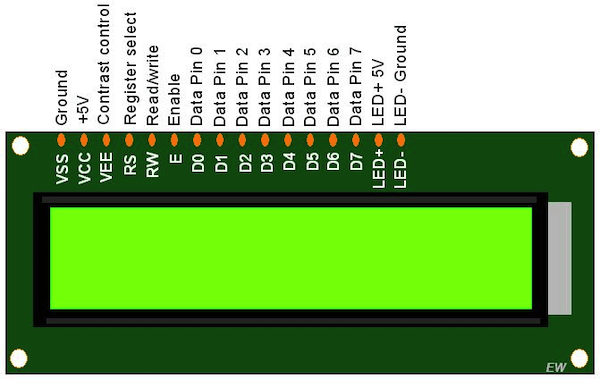 Ground
+5V
Contrast control
Register select
Read/write
Enable
Data Pin 0
Data Pin 1
Data Pin 2
Data Pin 3
Data Pin 4
Data Pin 5
Data Pin 6
Data Pin 7
LED+ 5V
LED- Ground
VSS
VCC
VEE
RS
RW
E
D0
D1
D2
D3
D4
D5
D6
D7
LED+
LED-
EW